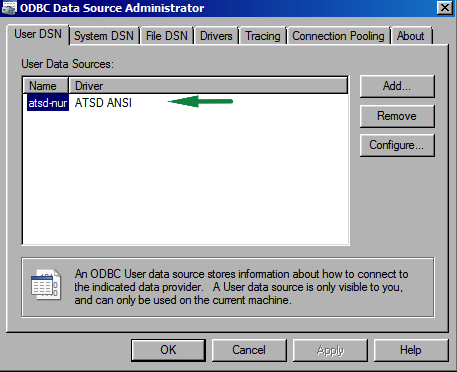 ODBC Data Source Administrator
User DSN System DSN File DSN Drivers Tracing Connection Pooling About
User Data Sources:
Name Driver
atsd-nur ATSD ANSI
Add...
Remove
Configure...
An ODBC User data source stores information about how to connect to
the indicated data provider. A User data source is only visible to you,
and can only be used on the current machine.
OK Cancel Apply Help